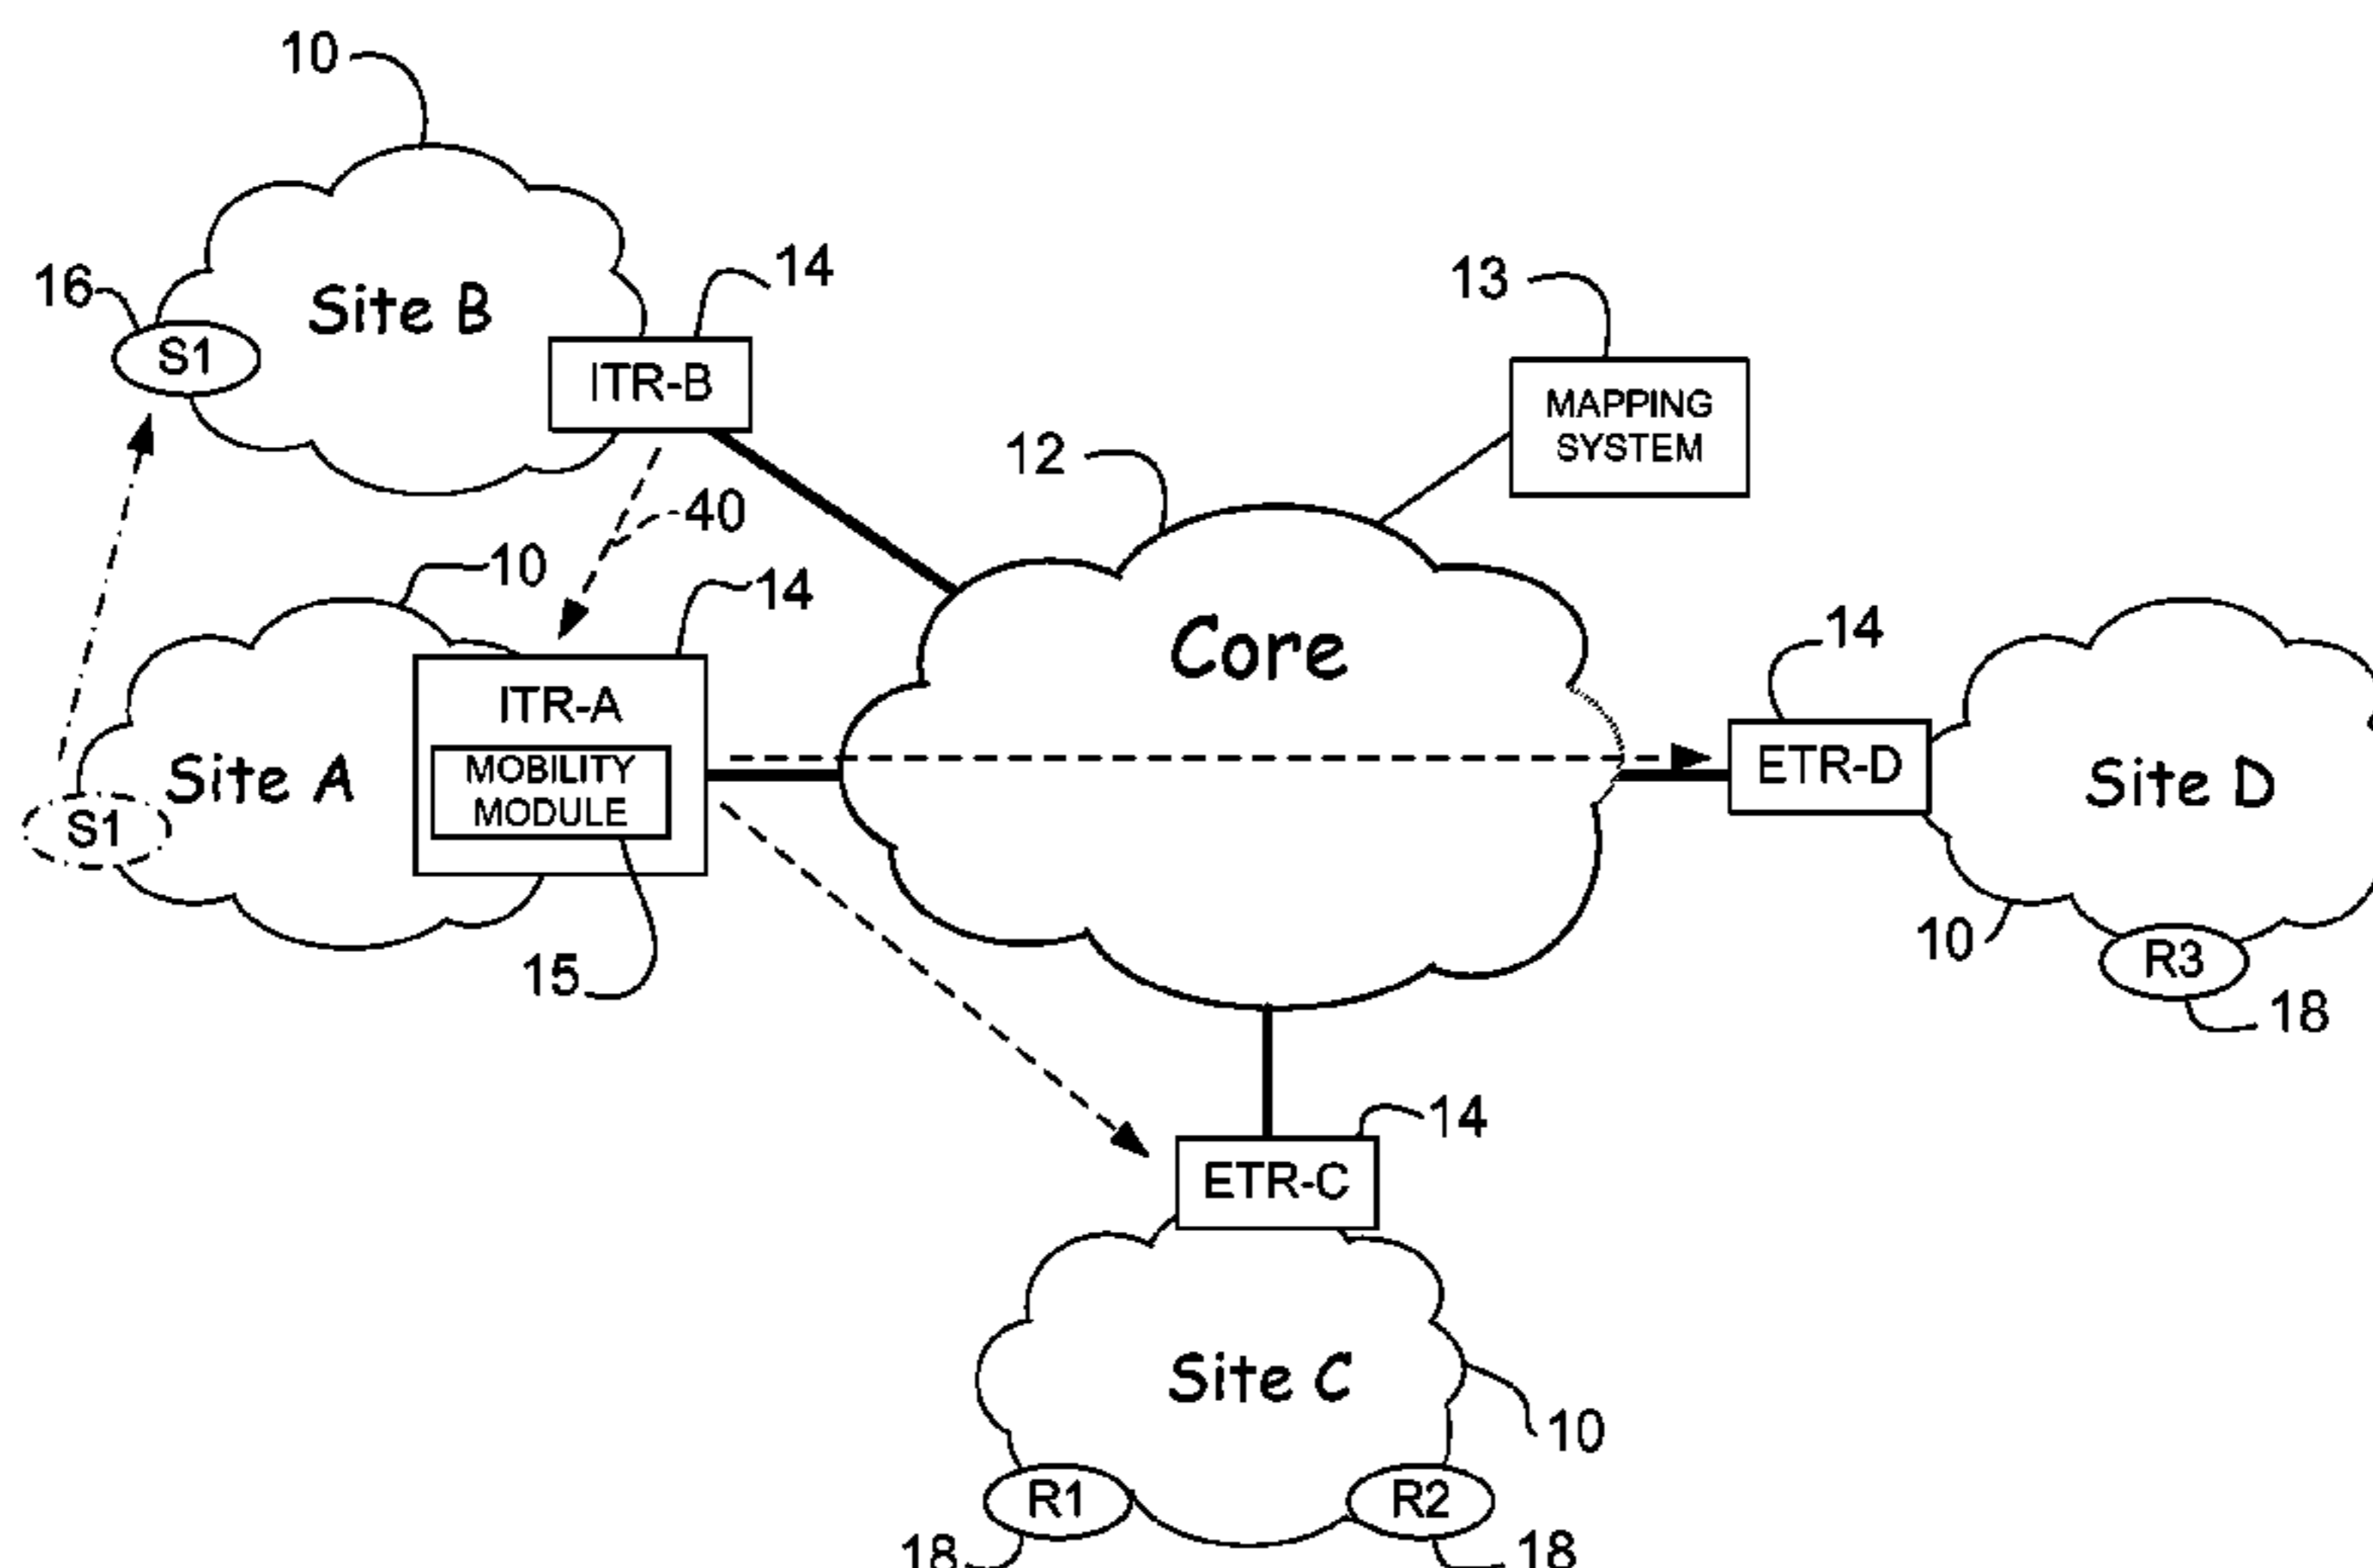 10
16
Site B
14
S1
ITR-B
13
MAPPING
SYSTEM
12
40
10
14
Core
14
ITR-A
MOBILITY
MODULE
Site A
S1
ETR-D
Site D
15
10
R3
18
14
ETR-C
Site C
10
R1
R2
18
18